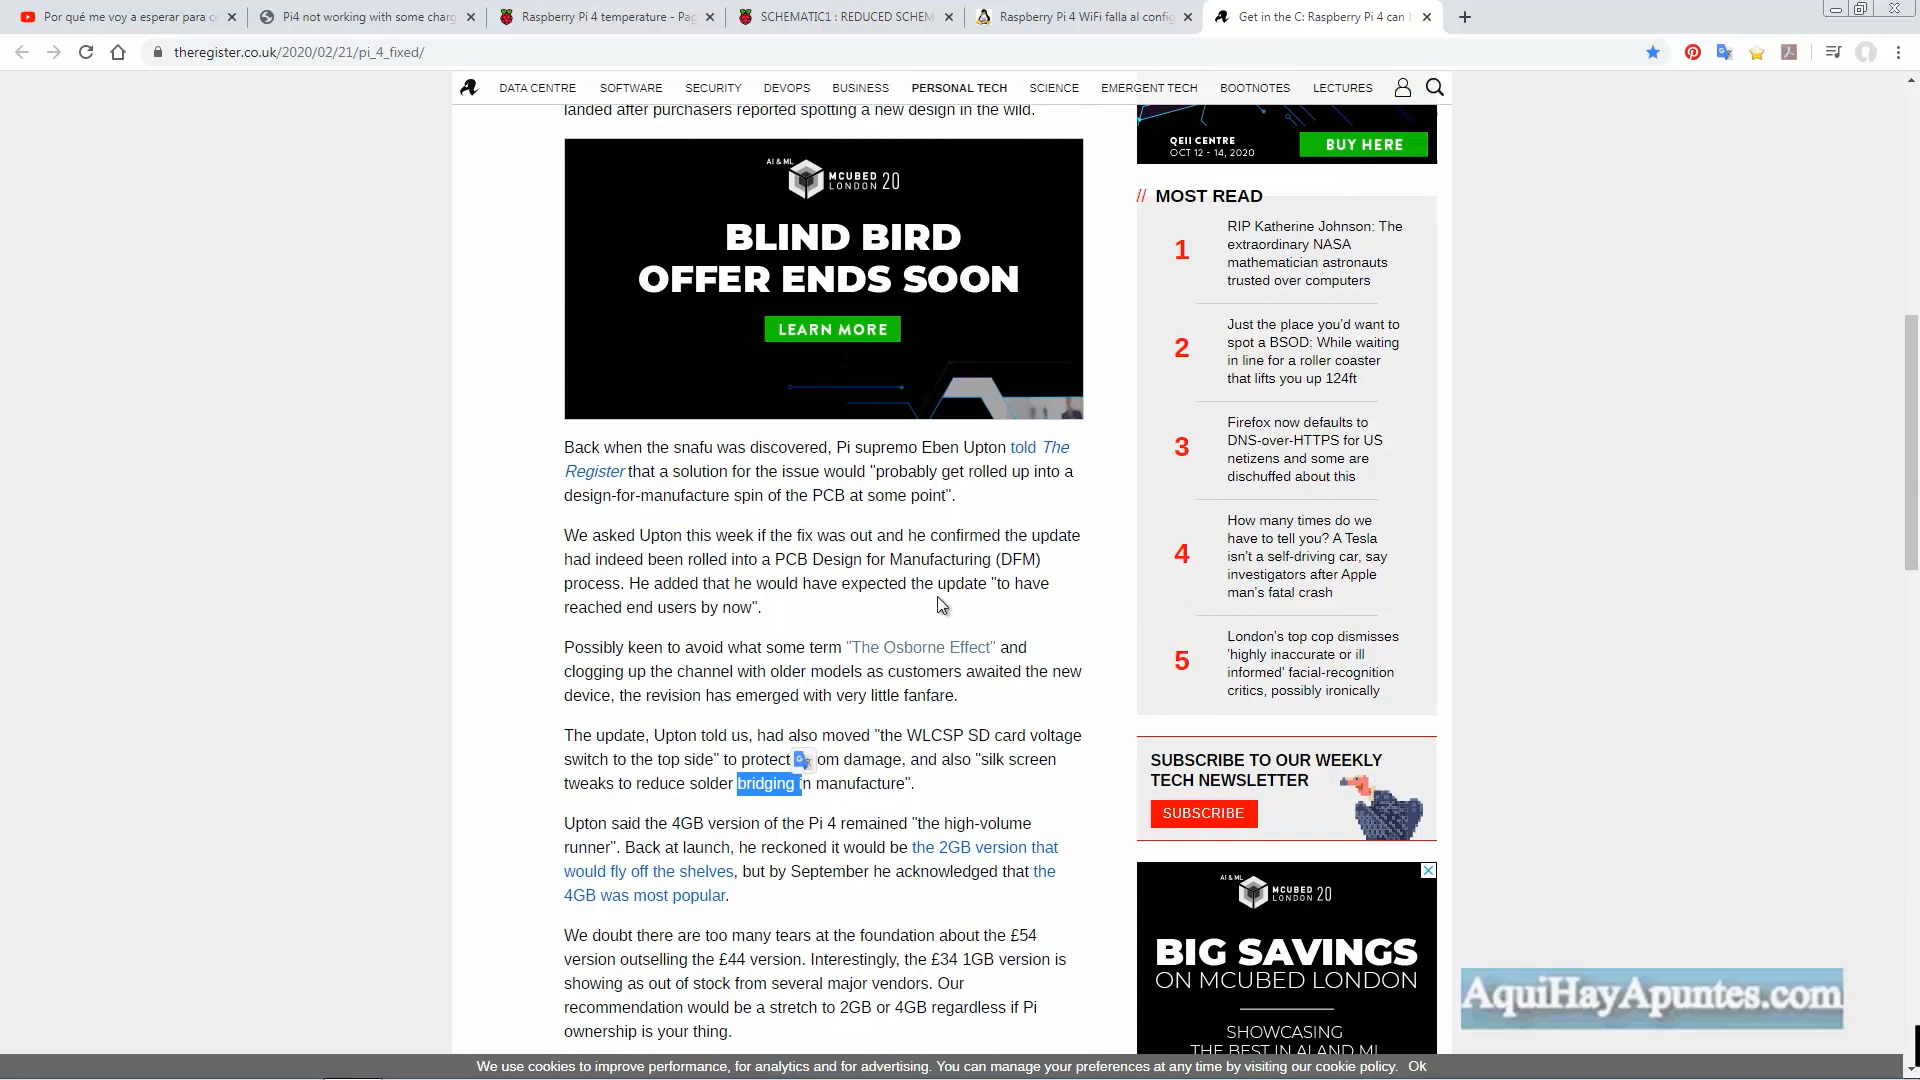 Por qué me voy a esperar para co
Pi4 not working with some charg
Raspberry Pi 4 temperature - Pag
SCHEMATIC1 : REDUCED SCHEM
Raspberry Pi 4 WiFi falla al config
Get in the C: Raspberry Pi 4 can
theregister.co.uk/2020/02/21/pi_4_fixed/
DATA CENTRE SOFTWARE SECURITY DEVOPS BUSINESS PERSONAL TECH SCIENCE EMERGENT TECH BOOTNOTES LECTURES
landed after purchasers reported spotting a new design in the wild.
AI & ML
MCUBED
LONDON 20
BLIND BIRD
OFFER ENDS SOON
LEARN MORE
Back when the snafu was discovered, Pi supremo Eben Upton told The
Register that a solution for the issue would "probably get rolled up into a
design-for-manufacture spin of the PCB at some point".
We asked Upton this week if the fix was out and he confirmed the update
had indeed been rolled into a PCB Design for Manufacturing (DFM)
process. He added that he would have expected the update "to have
reached end users by now".
Possibly keen to avoid what some term "The Osborne Effect" and
clogging up the channel with older models as customers awaited the new
device, the revision has emerged with very little fanfare.
The update, Upton told us, had also moved "the WLCSP SD card voltage
switch to the top side" to protect om damage, and also "silk screen
tweaks to reduce solder bridging in manufacture".
Upton said the 4GB version of the Pi 4 remained "the high-volume
runner". Back at launch, he reckoned it would be the 2GB version that
would fly off the shelves, but by September he acknowledged that the
4GB was most popular.
We doubt there are too many tears at the foundation about the £54
version outselling the £44 version. Interestingly, the £34 1GB version is
showing as out of stock from several major vendors. Our
recommendation would be a stretch to 2GB or 4GB regardless if Pi
ownership is your thing.
QEII CENTRE
OCT 12 - 14, 2020
BUY HERE
// MOST READ
1
RIP Katherine Johnson: The
extraordinary NASA
mathematician astronauts
trusted over computers
2
Just the place you'd want to
spot a BSOD: While waiting
in line for a roller coaster
that lifts you up 124ft
3
Firefox now defaults to
DNS-over-HTTPS for US
netizens and some are
dischuffed about this
4
How many times do we
have to tell you? A Tesla
isn't a self-driving car, say
investigators after Apple
man's fatal crash
5
London's top cop dismisses
'highly inaccurate or ill
informed' facial-recognition
critics, possibly ironically
SUBSCRIBE TO OUR WEEKLY
TECH NEWSLETTER
SUBSCRIBE
AI & ML
MCUBED
LONDON 20
BIG SAVINGS
ON MCUBED LONDON
SHOWCASING
THE BEST IN AI AND ML
AquiHayApuntes.com
We use cookies to improve performance, for analytics and for advertising. You can manage your preferences at any time by visiting our cookie policy. Ok